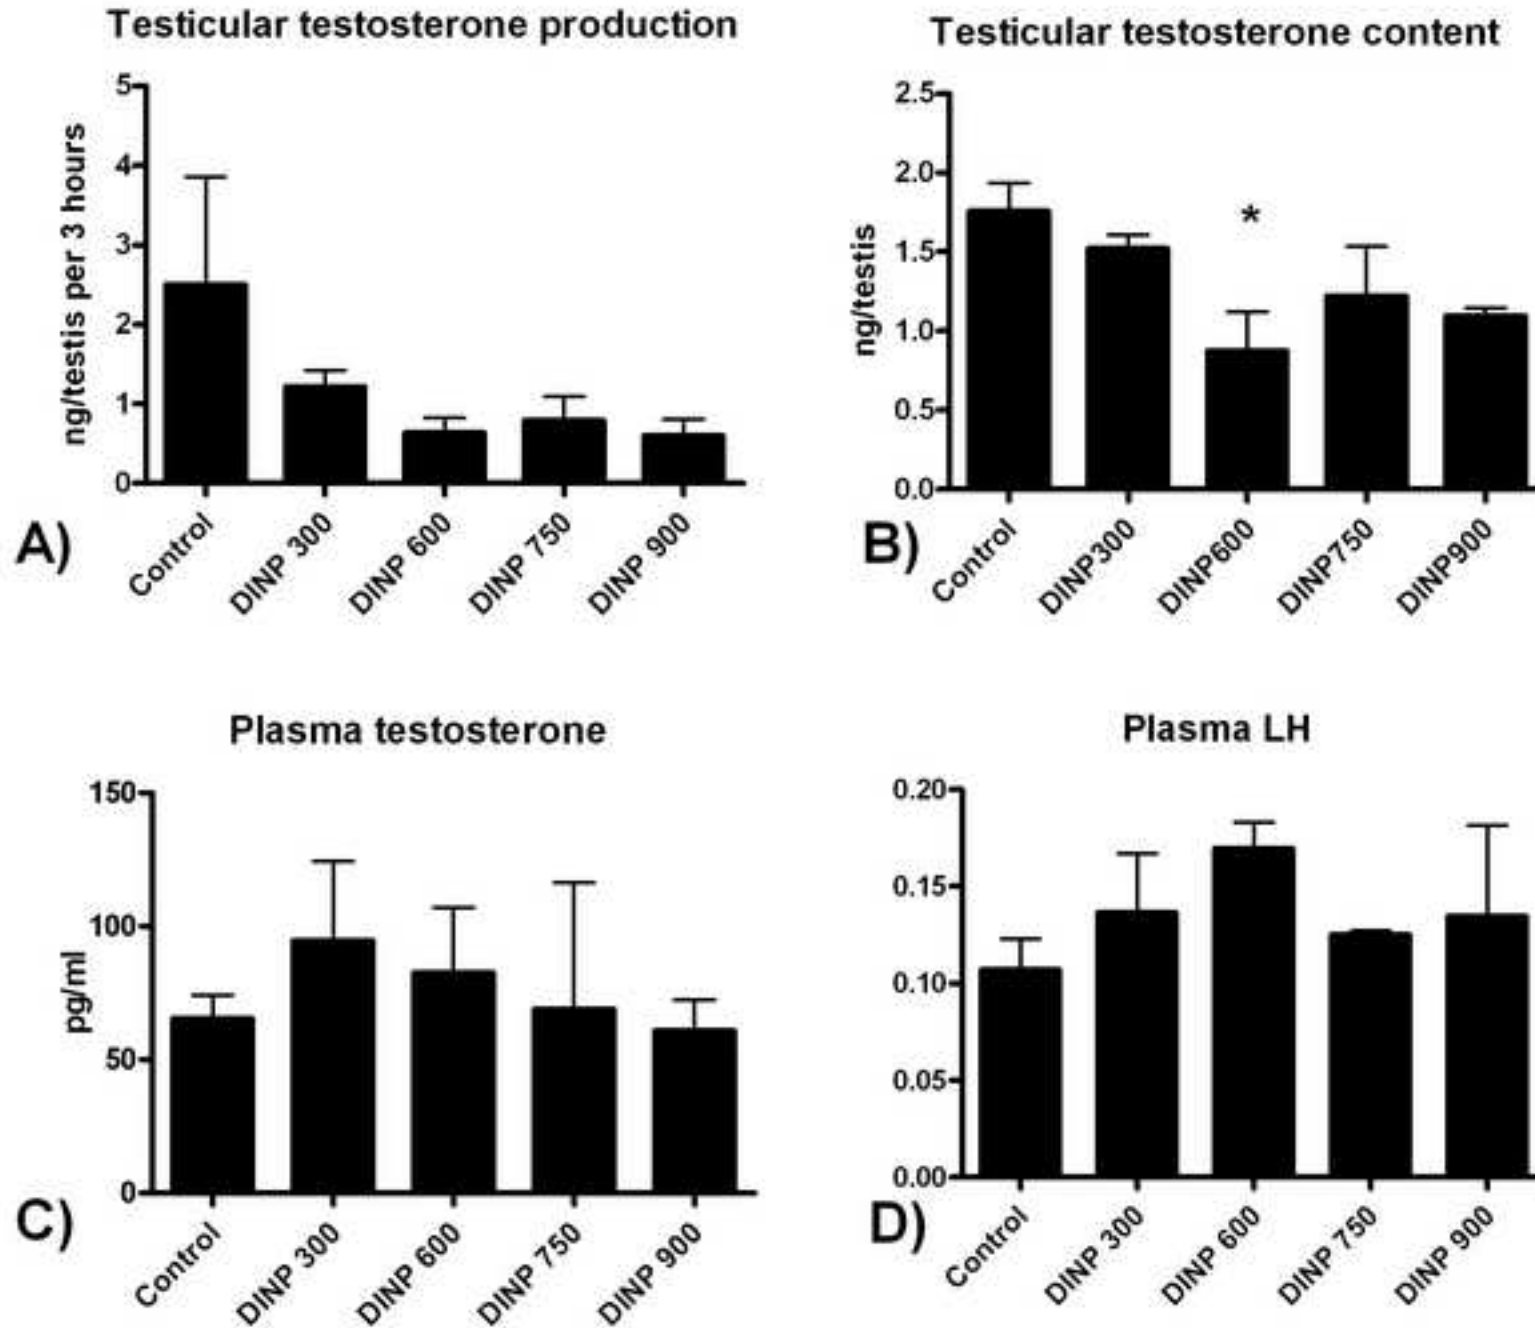 Testicular testosterone production
ng/testis per 3 hours
5
4
3
2
1
0
Control
DINP 300
DINP 600
DINP 750
DINP 900
A)
Testicular testosterone content
ng/testis
2.5
2.0
1.5
1.0
0.5
0.0
*
Control
DINP300
DINP600
DINP750
DINP900
B)
Plasma testosterone
pg/ml
150
100
50
0
Control
DINP 300
DINP 600
DINP 750
DINP 900
C)
Plasma LH
0.20
0.15
0.10
0.05
0.00
Control
DINP 300
DINP 600
DINP 750
DINP 900
D)